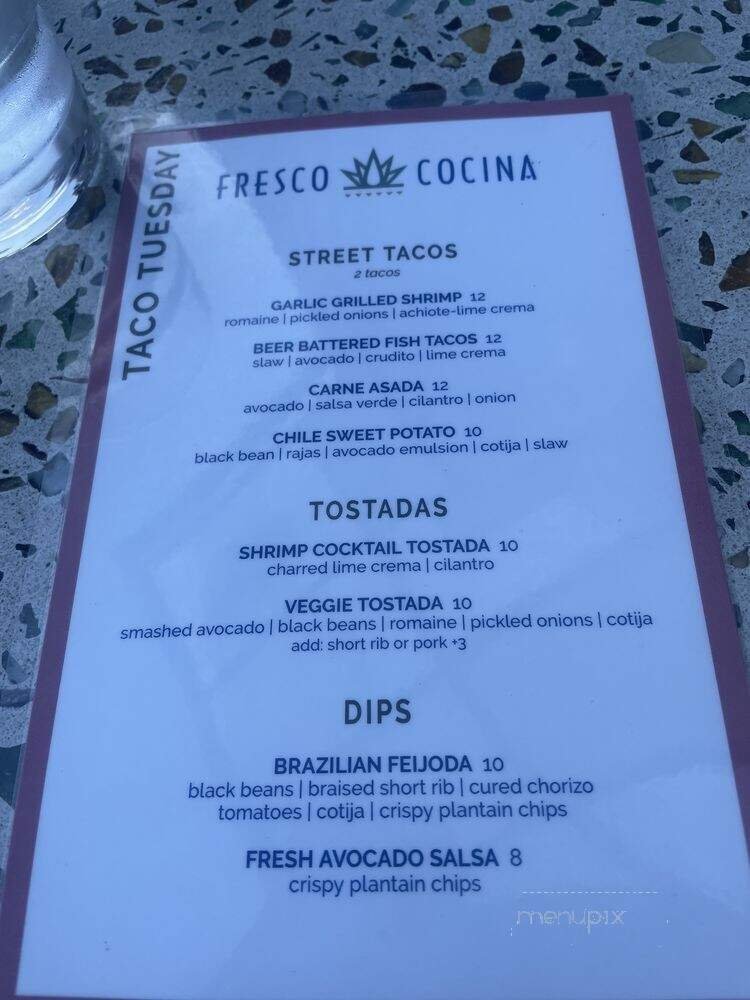 TACO TUESDAY
FRESCO COCINA
STREET TACOS
2 tacos
GARLIC GRILLED SHRIMP 12
romaine | pickled onions | achiote-lime crema
BEER BATTERED FISH TACOS 12
slaw | avocado | crudito | lime crema
CARNE ASADA 12
avocado | salsa verde | cilantro | onion
CHILE SWEET POTATO 10
black bean | rajas | avocado emulsion | cotija | slaw
TOSTADAS
SHRIMP COCKTAIL TOSTADA 10
charred lime crema | cilantro
VEGGIE TOSTADA 10
smashed avocado | black beans | romaine | pickled onions | cotija
add: short rib or pork +3
DIPS
BRAZILIAN FEIJODA 10
black beans | braised short rib | cured chorizo
tomatoes | cotija | crispy plantain chips
FRESH AVOCADO SALSA 8
crispy plantain chips
menupix